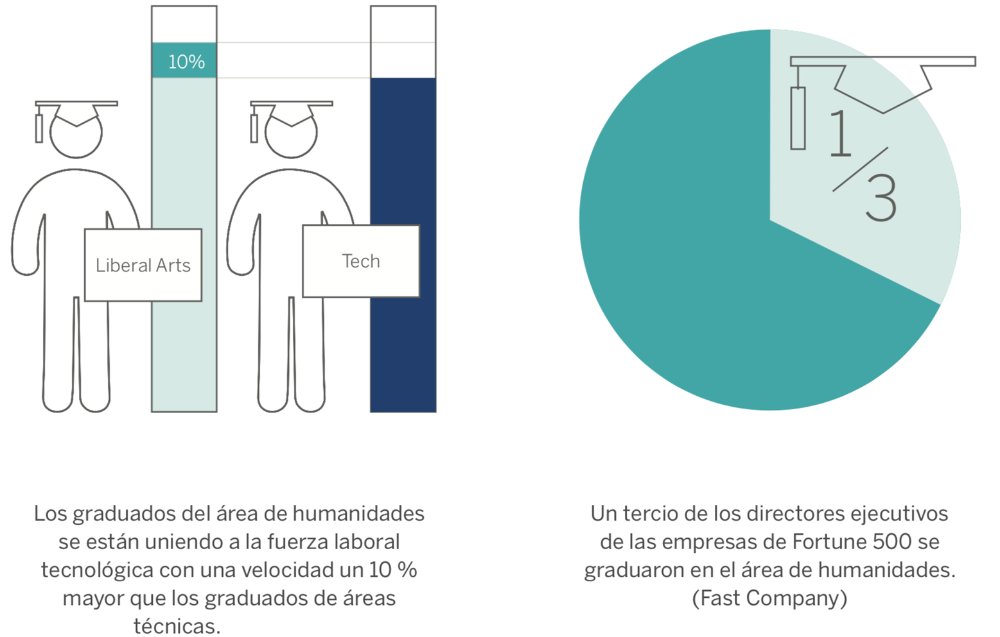 10%
Liberal Arts
Tech
1/3
Los graduados del área de humanidades
se están uniendo a la fuerza laboral
tecnológica con una velocidad un 10 %
mayor que los graduados de áreas
técnicas.
Un tercio de los directores ejecutivos
de las empresas de Fortune 500 se
graduaron en el área de humanidades.
(Fast Company)